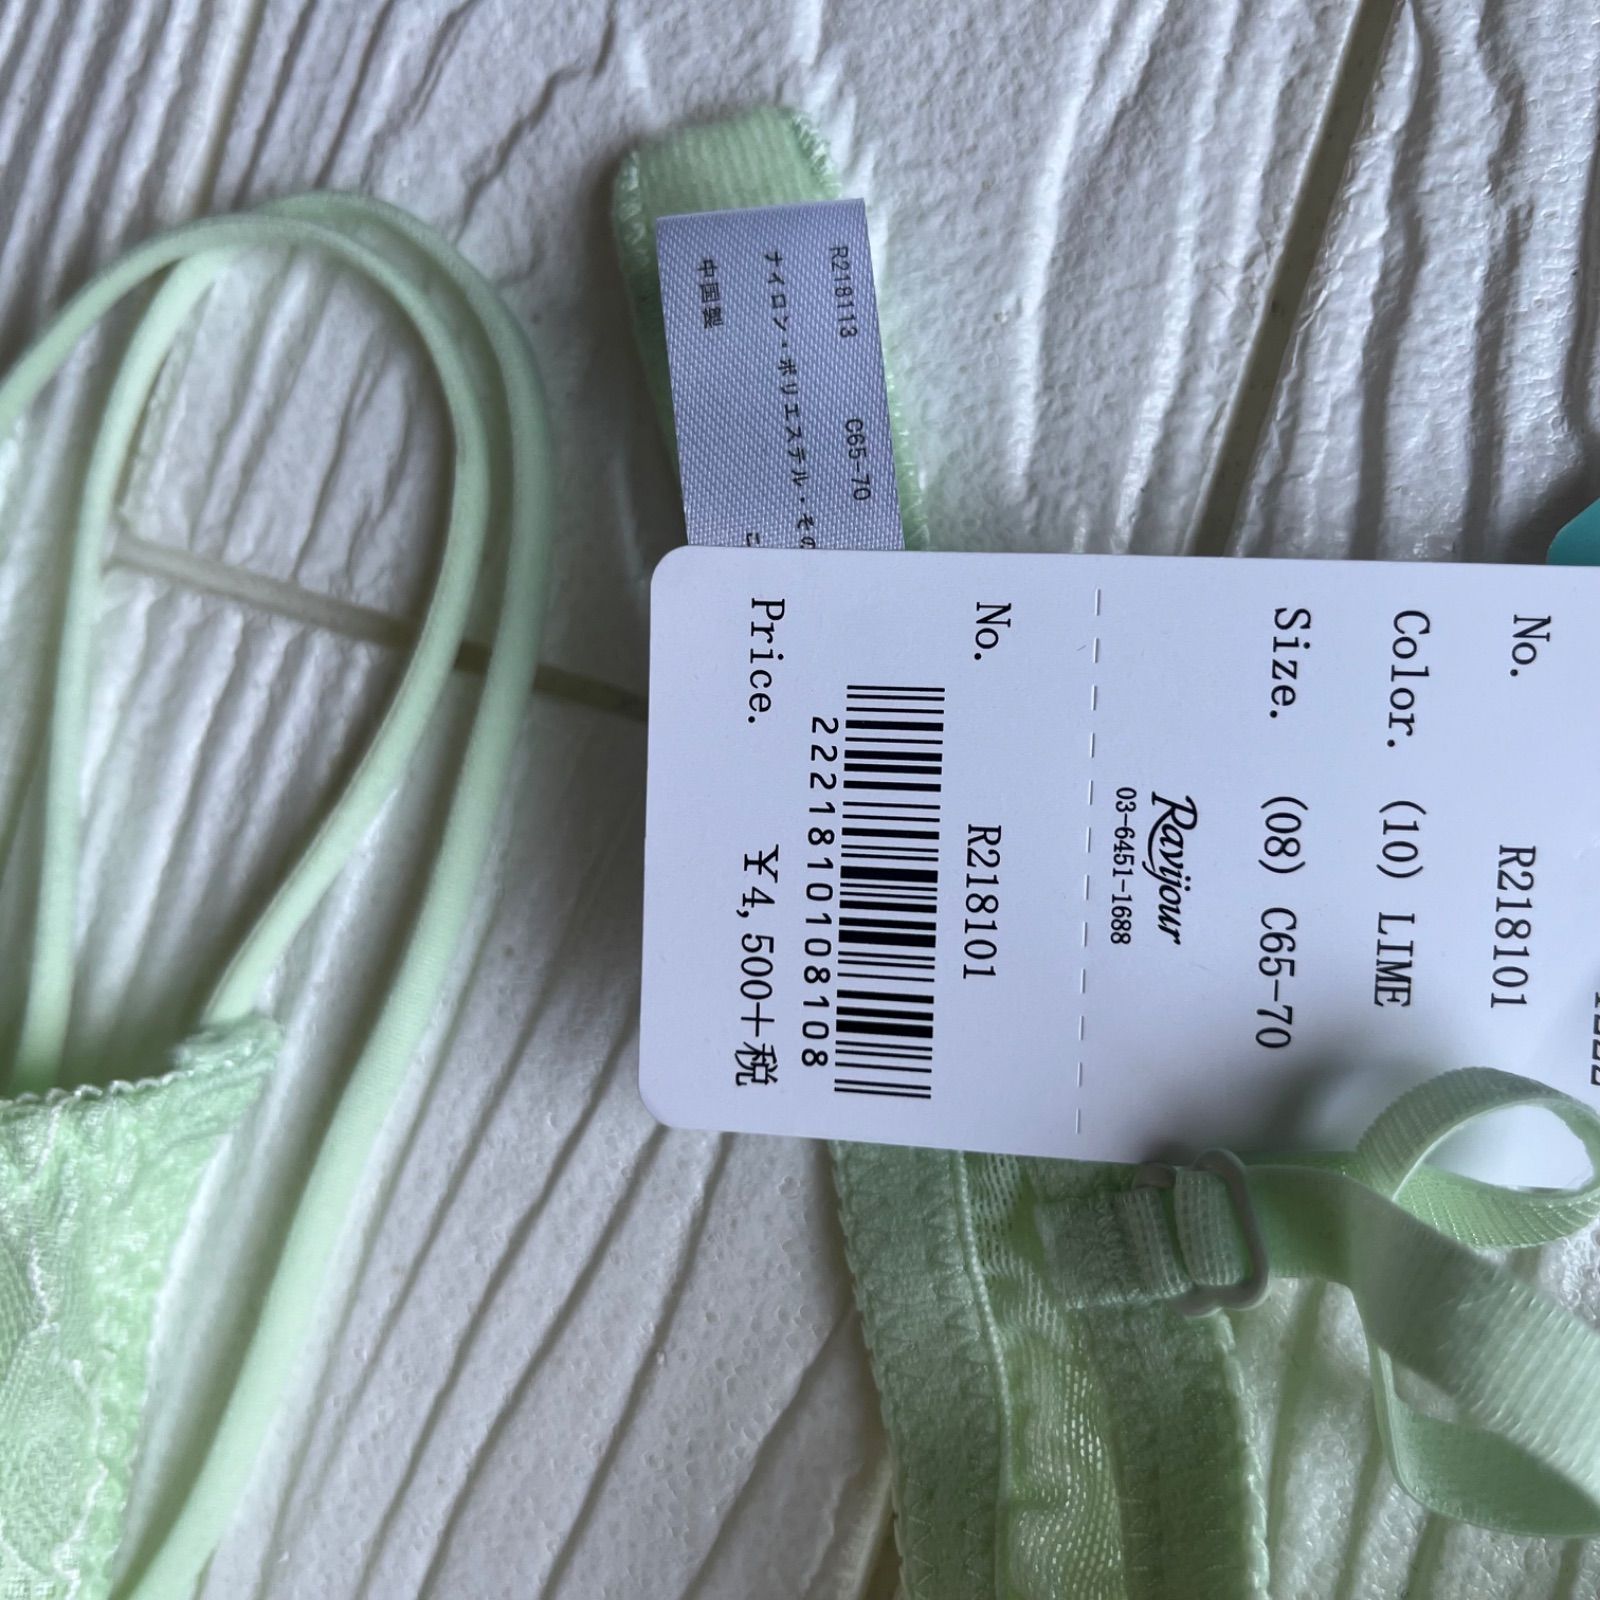 R218113 C65-70
ナイロン・ポリエステル・その
中国製
No. R218101
Color. (10) LIME
Size. (08) C65-70
Ravijour
03-6451-1688
No. R218101
2221810108108
Price. ￥4,500+税